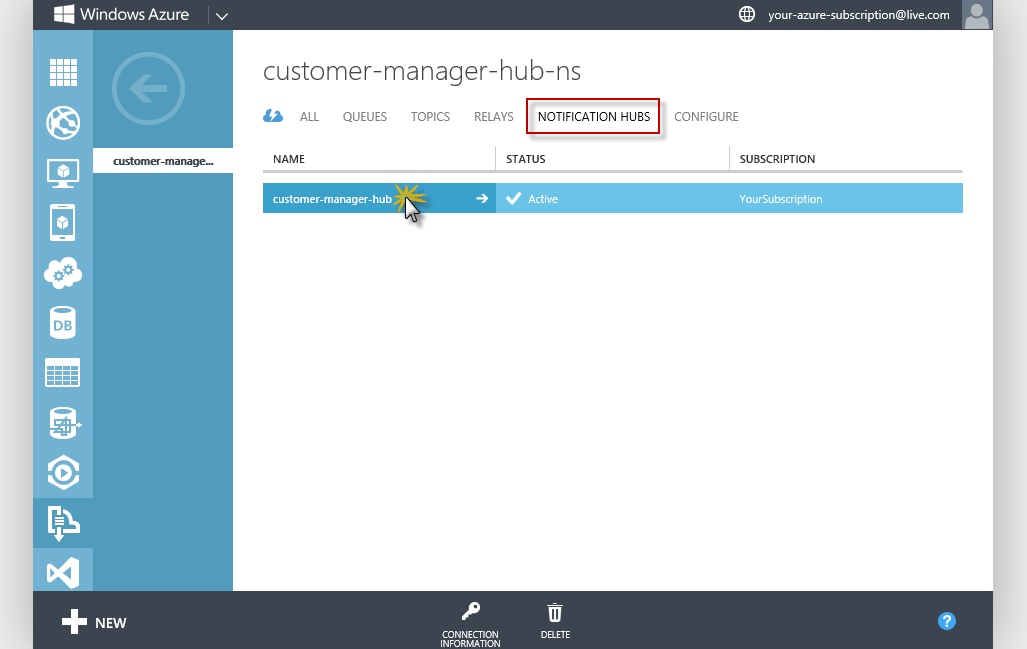 Windows Azure
your-azure-subscription@live.com
customer-manage...
customer-manager-hub-ns
ALL QUEUES TOPICS RELAYS NOTIFICATION HUBS CONFIGURE
NAME STATUS SUBSCRIPTION
customer-manager-hub Active YourSubscription
DB
NEW
CONNECTION
INFORMATION
DELETE
?